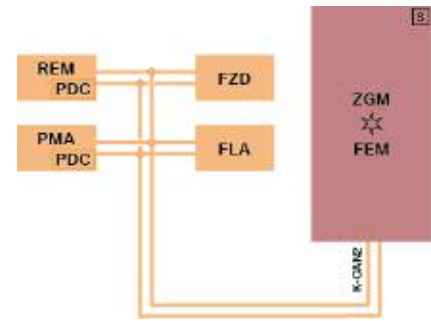 S
REM
PDC
FZD
ZGM
FEM
PMA
PDC
FLA
K-CAN2